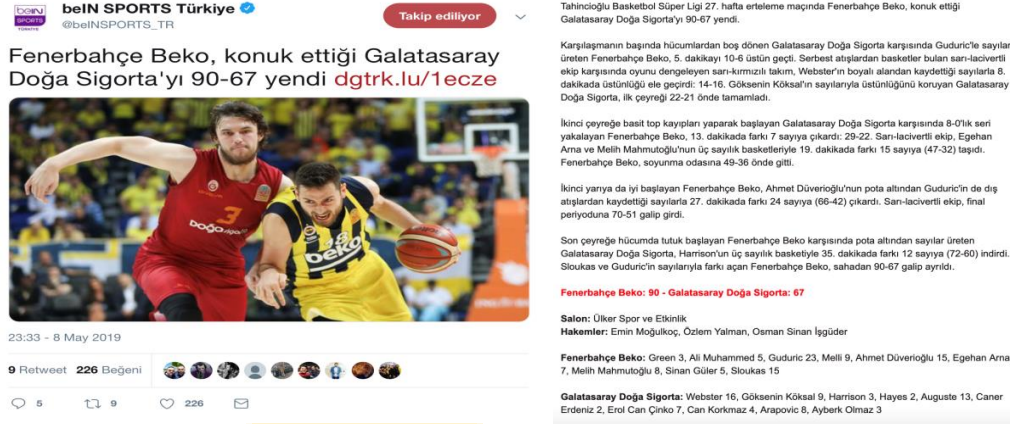 beIN SPORTS Türkiye
@beINSPORTS_TR
Takip ediliyor
beIN
SPORTS
TÜRKİYE
Fenerbahçe Beko, konuk ettiği Galatasaray
Doğa Sigorta'yı 90-67 yendi dgtrk.lu/1ecze
3
doğa
18
beko
23:33 - 8 May 2019
9 Retweet 226 Beğeni
5 9 226
Tahincioğlu Basketbol Süper Ligi 27. hafta erteleme maçında Fenerbahçe Beko, konuk ettiği
Galatasaray Doğa Sigorta'yı 90-67 yendi.
Karşılaşmanın başında hücumlardan boş dönen Galatasaray Doğa Sigorta karşısında Guduric'le sayılar
üreten Fenerbahçe Beko, 5. dakikayı 10-6 üstün geçti. Serbest atışlardan basketler bulan sarı-lacivertli
ekip karşısında oyunu dengeleyen sarı-kırmızılı takım, Webster'ın boyalı alandan kaydettiği sayılarla 8.
dakikada üstünlüğü ele geçirdi: 14-16. Göksenin Köksal'ın sayılarıyla üstünlüğünü koruyan Galatasaray
Doğa Sigorta, ilk çeyreği 22-21 önde tamamladı.
İkinci çeyreğe basit top kayıpları yaparak başlayan Galatasaray Doğa Sigorta karşısında 8-0'lık seri
yakalayan Fenerbahçe Beko, 13. dakikada farkı 7 sayıya çıkardı: 29-22. Sarı-lacivertli ekip, Egehan
Arna ve Melih Mahmutoğlu'nun üç sayılık basketleriyle 19. dakikada farkı 15 sayıya (47-32) taşıdı.
Fenerbahçe Beko, soyunma odasına 49-36 önde gitti.
İkinci yarıya da iyi başlayan Fenerbahçe Beko, Ahmet Düverioğlu'nun pota altından Guduric'in de dış
atışlardan kaydettiği sayılarla 27. dakikada farkı 24 sayıya (66-42) çıkardı. Sarı-lacivertli ekip, final
periyoduna 70-51 galip girdi.
Son çeyreğe hücumda tutuk başlayan Fenerbahçe Beko karşısında pota altından sayılar üreten
Galatasaray Doğa Sigorta, Harrison'un üç sayılık basketiyle 35. dakikada farkı 12 sayıya (72-60) indirdi.
Sloukas ve Guduric'in sayılarıyla farkı açan Fenerbahçe Beko, sahadan 90-67 galip ayrıldı.
Fenerbahçe Beko: 90 - Galatasaray Doğa Sigorta: 67
Salon: Ülker Spor ve Etkinlik
Hakemler: Emin Moğulkoç, Özlem Yalman, Osman Sinan İşgüder
Fenerbahçe Beko: Green 3, Ali Muhammed 5, Guduric 23, Melli 9, Ahmet Düverioğlu 15, Egehan Arna
7, Melih Mahmutoğlu 8, Sinan Güler 5, Sloukas 15
Galatasaray Doğa Sigorta: Webster 16, Göksenin Köksal 9, Harrison 3, Hayes 2, Auguste 13, Caner
Erdeniz 2, Erol Can Çinko 7, Can Korkmaz 4, Arapovic 8, Ayberk Olmaz 3